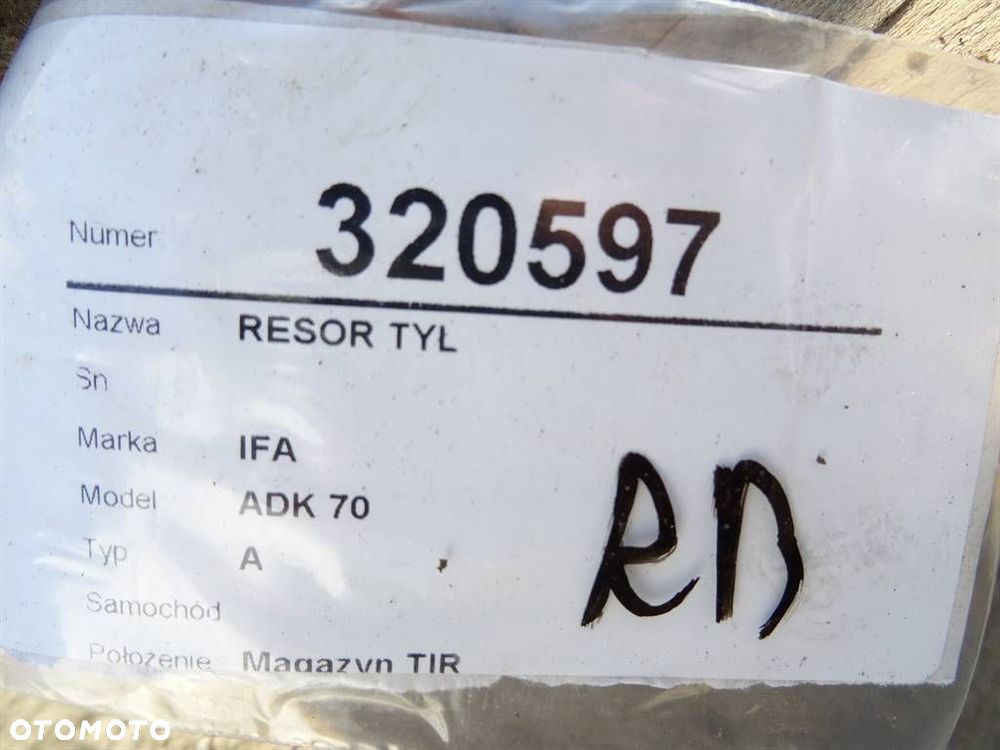 Numer 320597
Nazwa RESOR TYŁ
Sn
Marka IFA
Model ADK 70
Typ A
Samochód
Położenie Magazyn TIR
RD
OTOMOTO